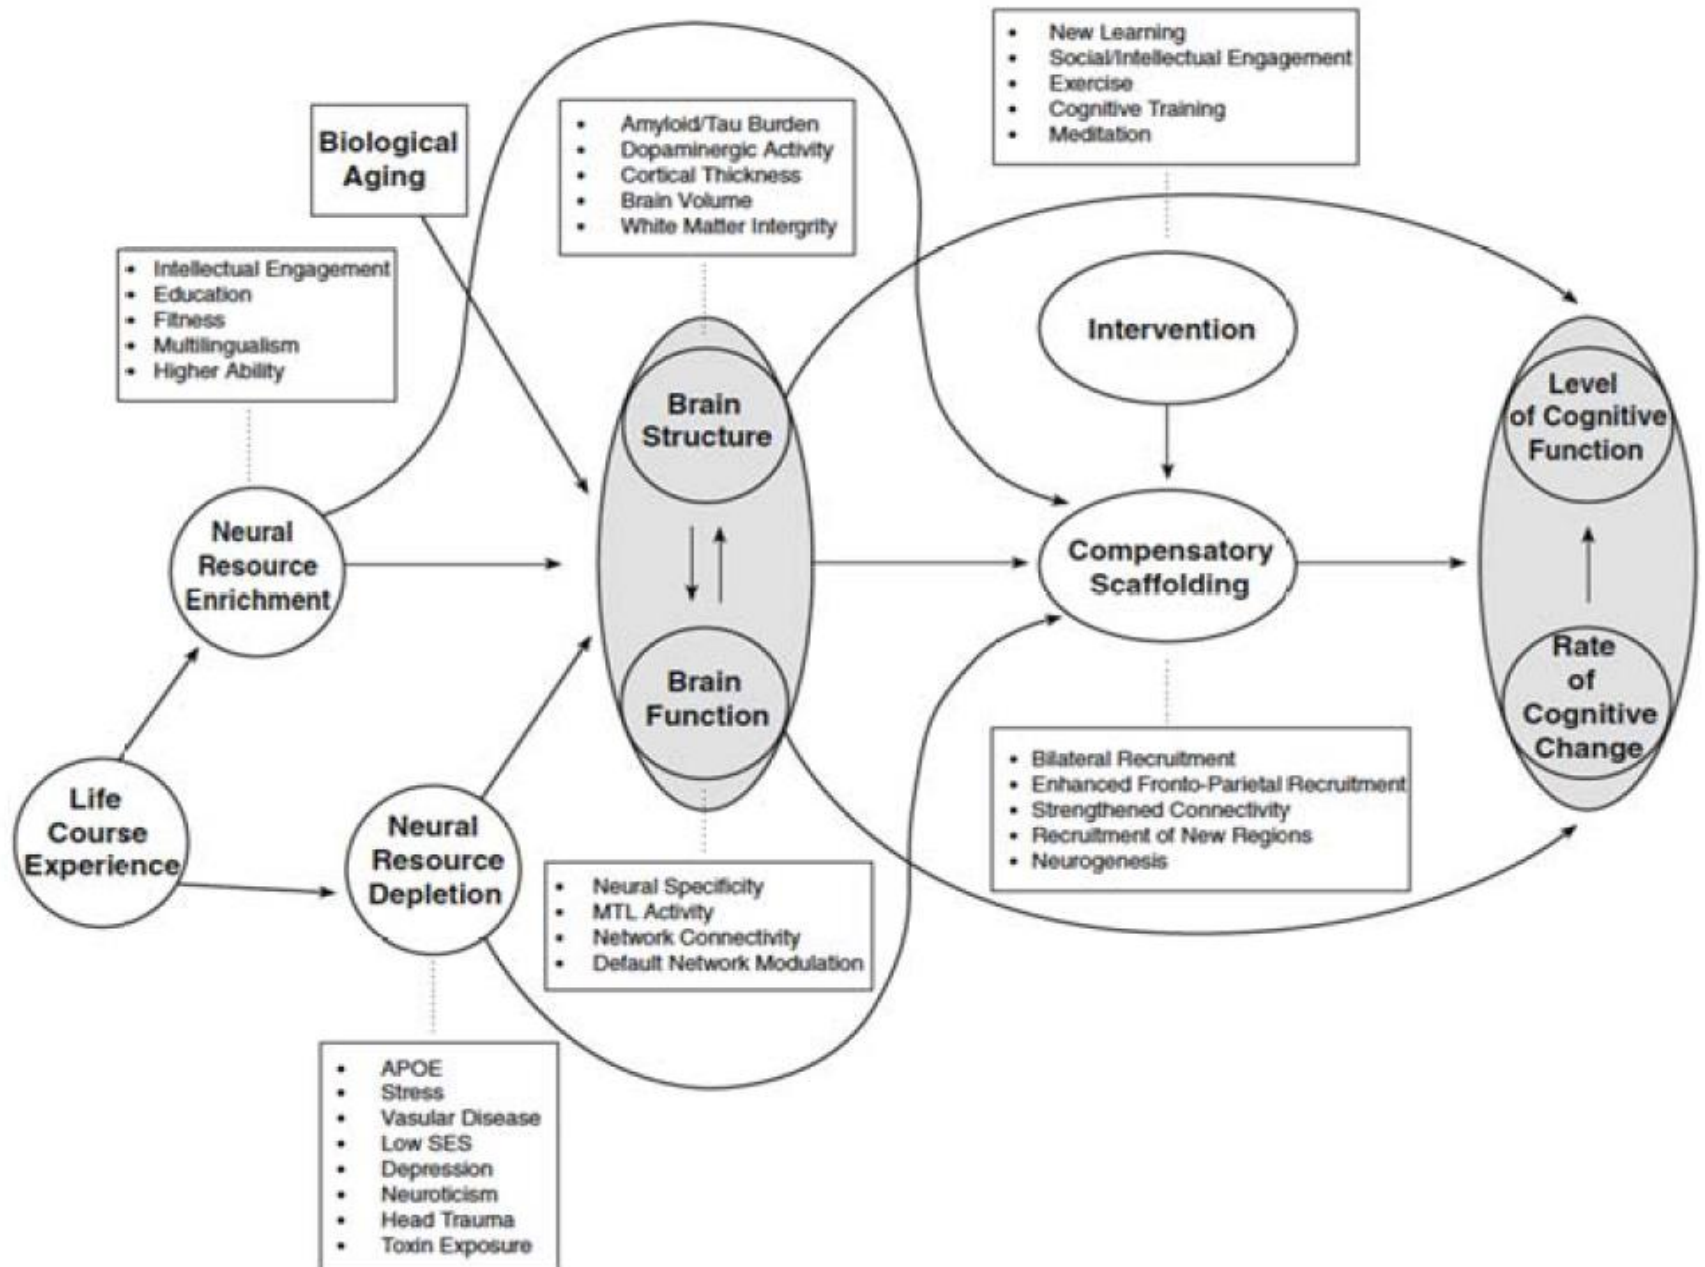 • New Learning
• Social/Intellectual Engagement
• Exercise
• Cognitive Training
• Meditation
Biological
Aging
• Amyloid/Tau Burden
• Dopaminergic Activity
• Cortical Thickness
• Brain Volume
• White Matter Intergrity
• Intellectual Engagement
• Education
• Fitness
• Multilingualism
• Higher Ability
Intervention
Brain
Structure
Level
of Cognitive
Function
Neural
Resource
Enrichment
Compensatory
Scaffolding
Brain
Function
Rate
of
Cognitive
Change
Life
Course
Experience
Neural
Resource
Depletion
• Bilateral Recruitment
• Enhanced Fronto-Parietal Recruitment
• Strengthened Connectivity
• Recruitment of New Regions
• Neurogenesis
• Neural Specificity
• MTL Activity
• Network Connectivity
• Default Network Modulation
• APOE
• Stress
• Vasular Disease
• Low SES
• Depression
• Neuroticism
• Head Trauma
• Toxin Exposure